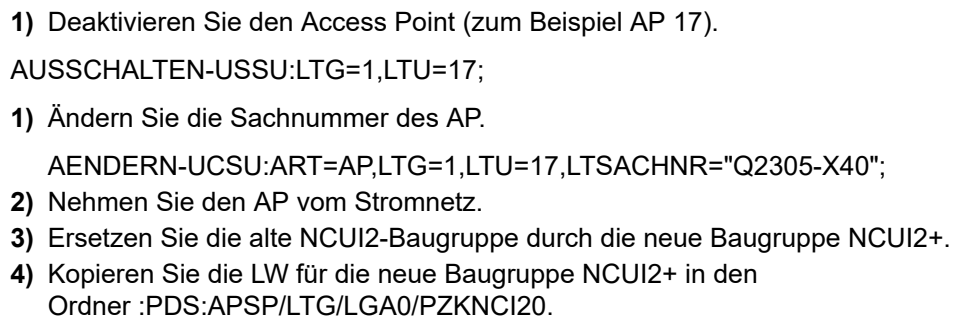 1) Deaktivieren Sie den Access Point (zum Beispiel AP 17).
AUSSCHALTEN-USSU:LTG=1,LTU=17;
1) Ändern Sie die Sachnummer des AP.
AENDERN-UCSU:ART=AP,LTG=1,LTU=17,LTSACHNR="Q2305-X40";
2) Nehmen Sie den AP vom Stromnetz.
3) Ersetzen Sie die alte NCUI2-Baugruppe durch die neue Baugruppe NCUI2+.
4) Kopieren Sie die LW für die neue Baugruppe NCUI2+ in den
Ordner :PDS:APSP/LTG/LGA0/PZKNCI20.